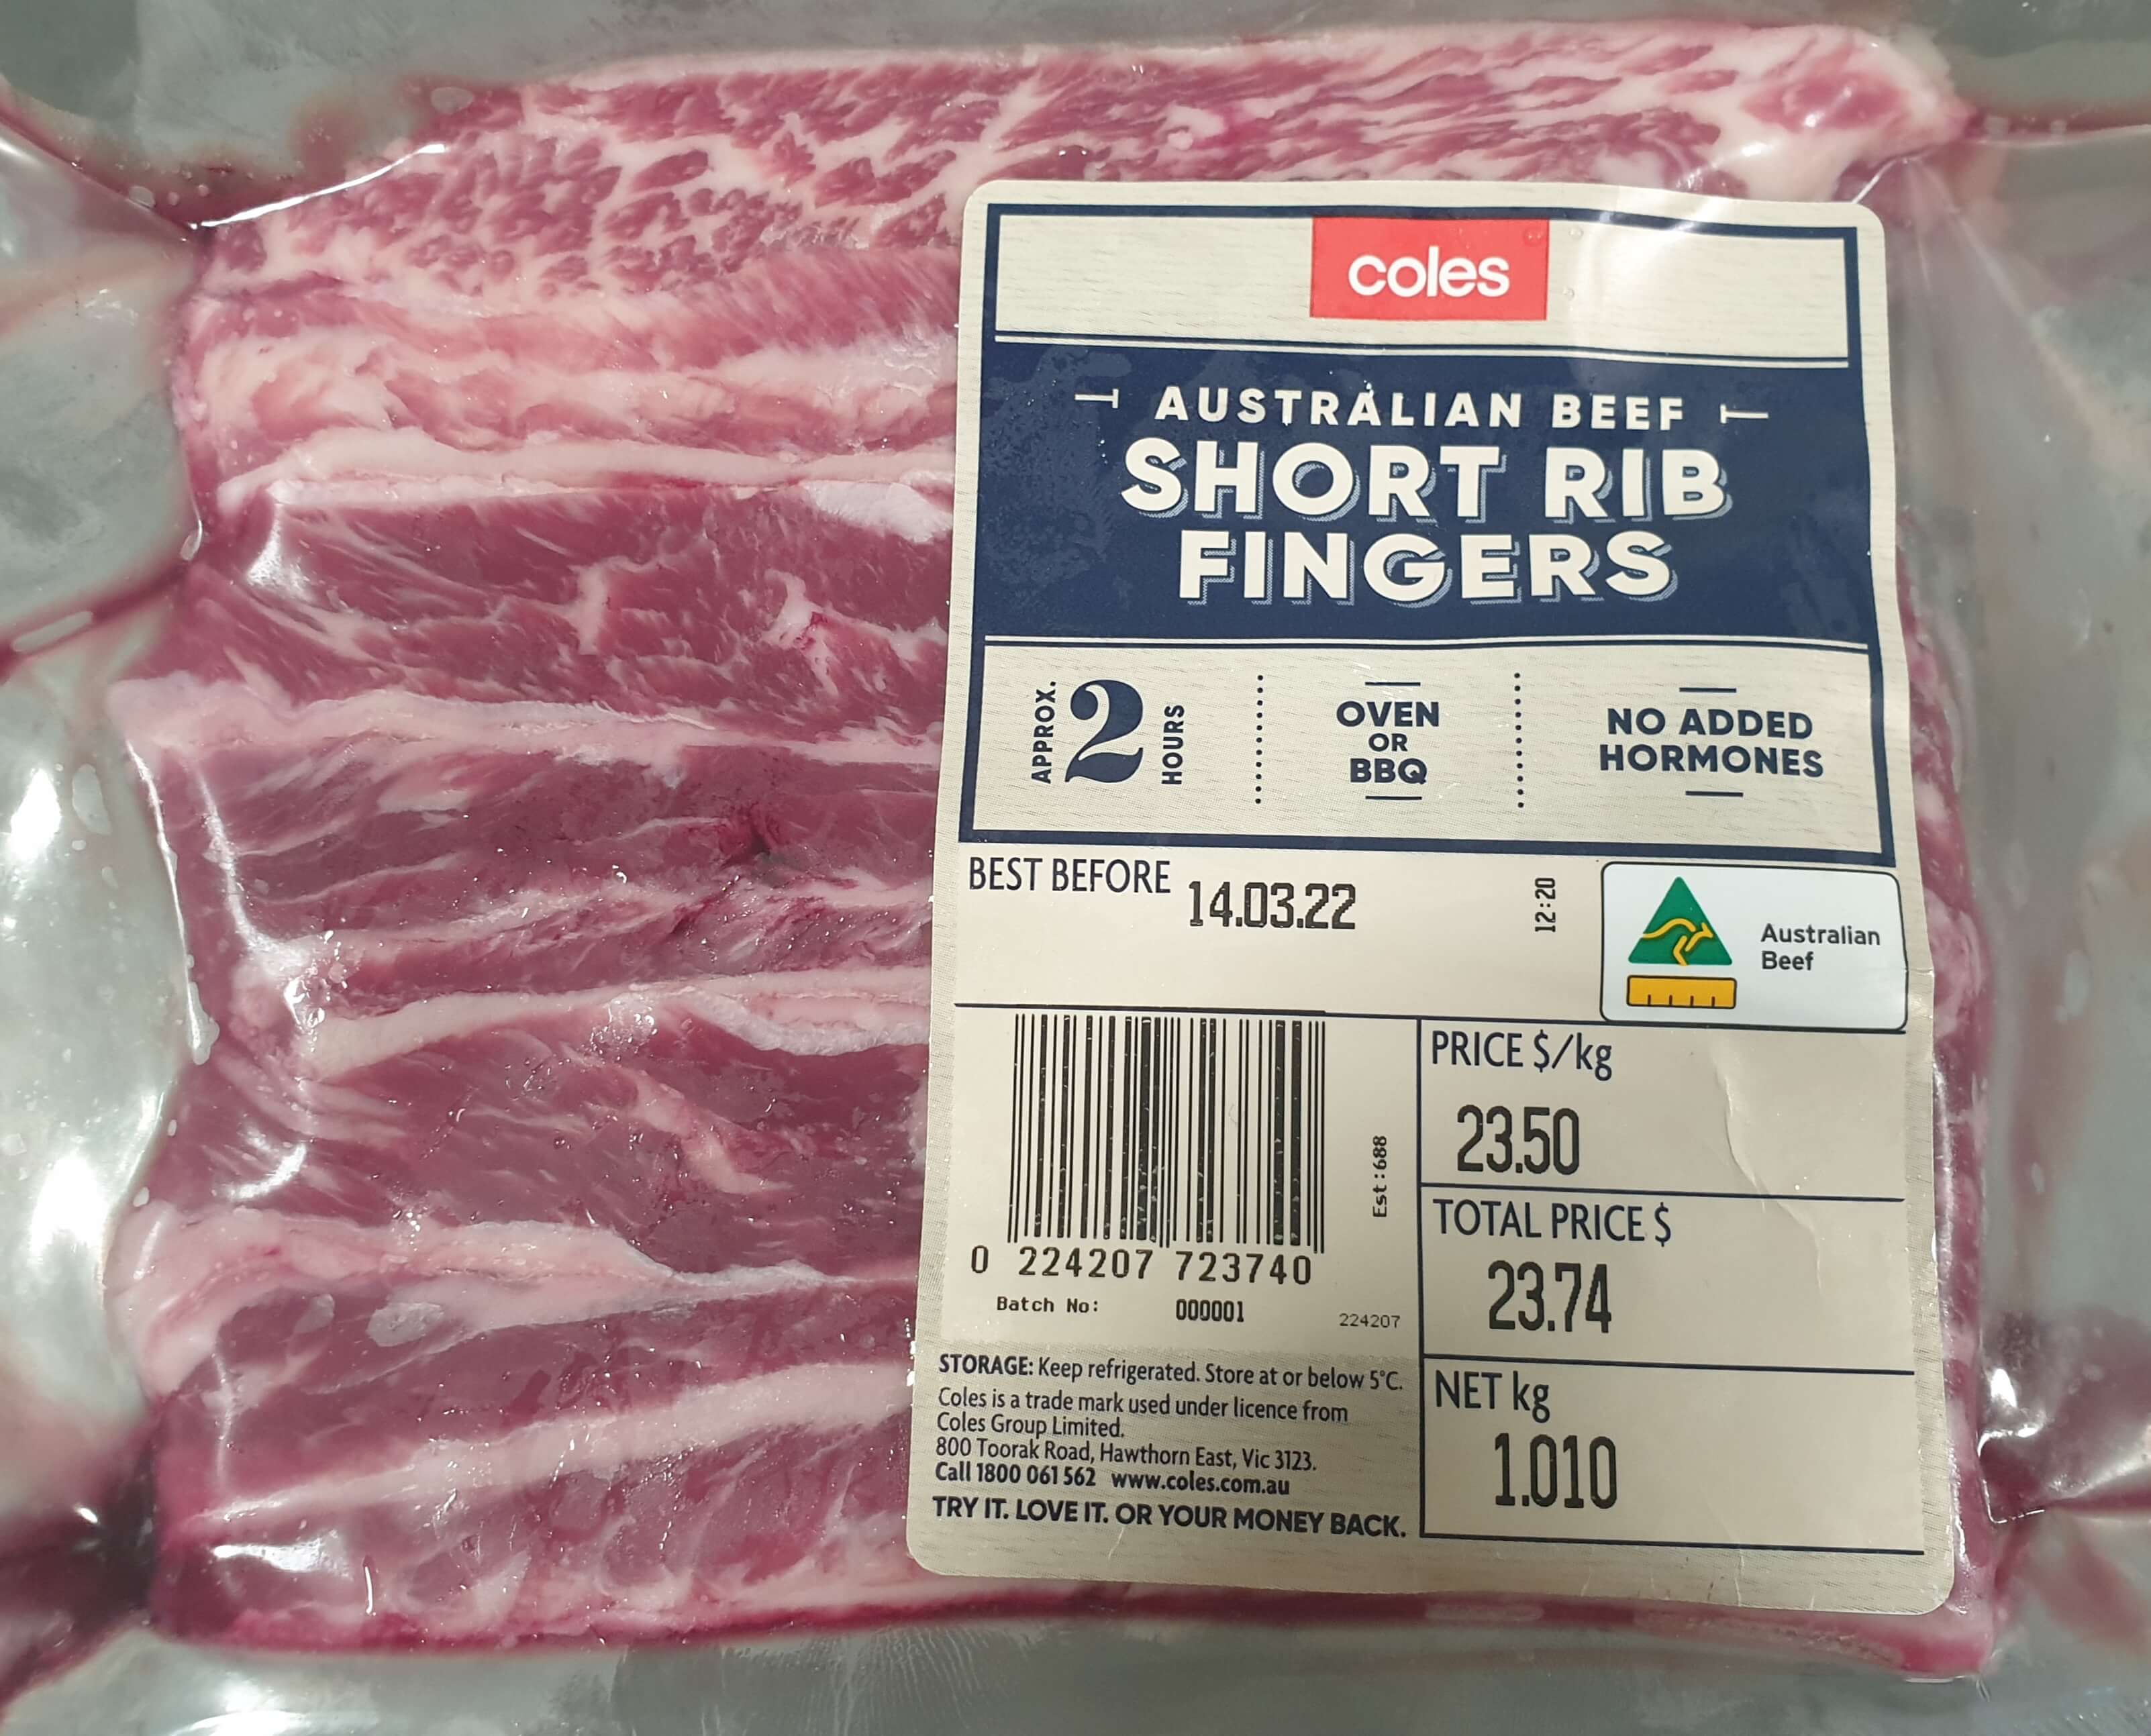 coles
AUSTRALIAN BEEF
SHORT RIB
FINGERS
APPROX.
2
HOURS
OVEN
OR
BBQ
NO ADDED
HORMONES
BEST BEFORE 14.03.22
12:20
Australian
Beef
PRICE $/kg
23.50
TOTAL PRICE $
23.74
NET kg
1.010
Est:688
0 224207 723740
Batch No: 000001
224207
STORAGE: Keep refrigerated. Store at or below 5°C.
Coles is a trade mark used under licence from
Coles Group Limited.
800 Toorak Road, Hawthorn East, Vic 3123.
Call 1800 061 562 www.coles.com.au
TRY IT. LOVE IT. OR YOUR MONEY BACK.